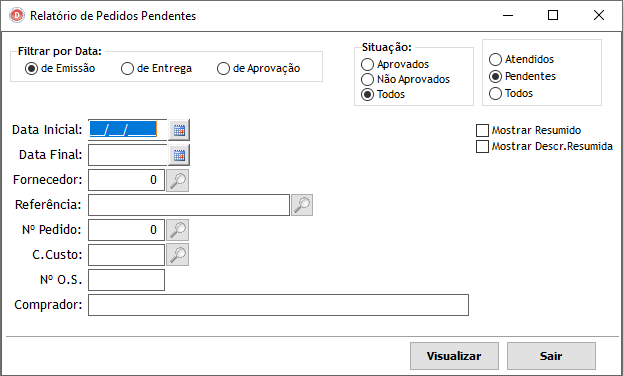 Relatório de Pedidos Pendentes
Filtrar por Data:
de Emissão de Entrega de Aprovação
Situação:
Aprovados
Não Aprovados
Todos
Atendidos
Pendentes
Todos
Data Inicial: __/__/____
Data Final:
Fornecedor: 0
Referência:
Nº Pedido: 0
C.Custo:
Nº O.S.
Comprador:
Mostrar Resumido
Mostrar Descr.Resumida
Visualizar Sair